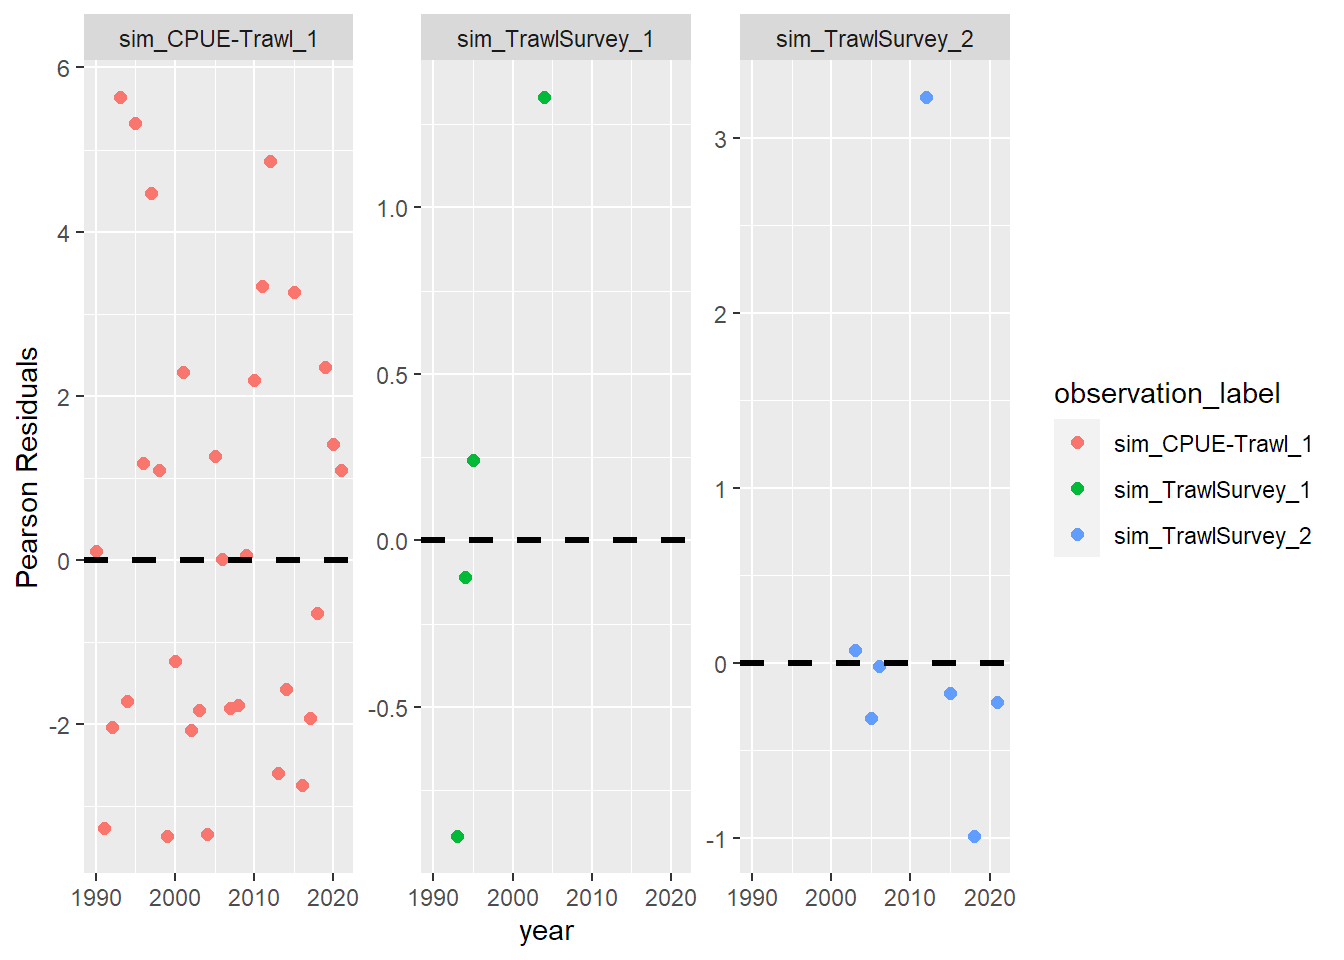 sim_CPUE-Trawl_1
sim_TrawlSurvey_1
sim_TrawlSurvey_2
Pearson Residuals
6
4
2
0
-2
1.0
0.5
0.0
-0.5
3
2
1
0
-1
1990 2000 2010 2020
1990 2000 2010 2020
1990 2000 2010 2020
year
observation_label
sim_CPUE-Trawl_1
sim_TrawlSurvey_1
sim_TrawlSurvey_2